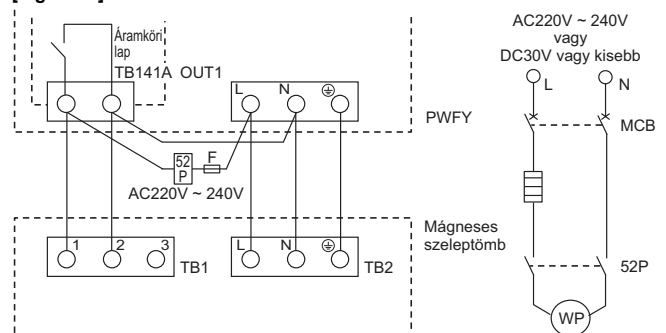 Áramköri
lap
TB141A OUT1
L N
PWFY
52
P
F
AC220V ~ 240V
1 2 3
TB1
L N
TB2
Mágneses
szeleptömb
AC220V ~ 240V
vagy
DC30V vagy kisebb
L N
MCB
52P
WP